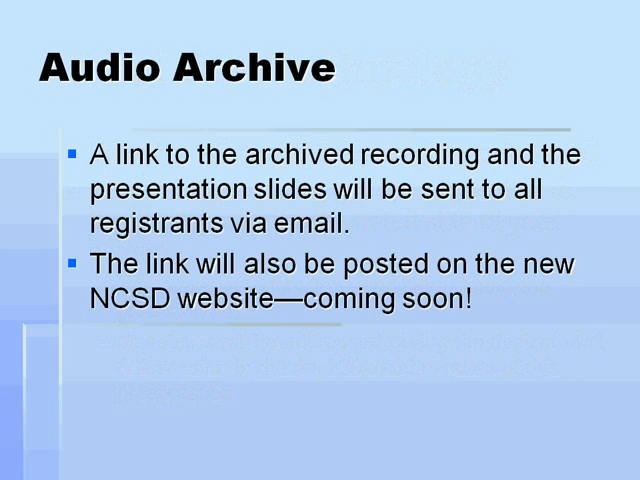 Audio Archive
A link to the archived recording and the
presentation slides will be sent to all
registrants via email.
The link will also be posted on the new
NCSD website—coming soon!